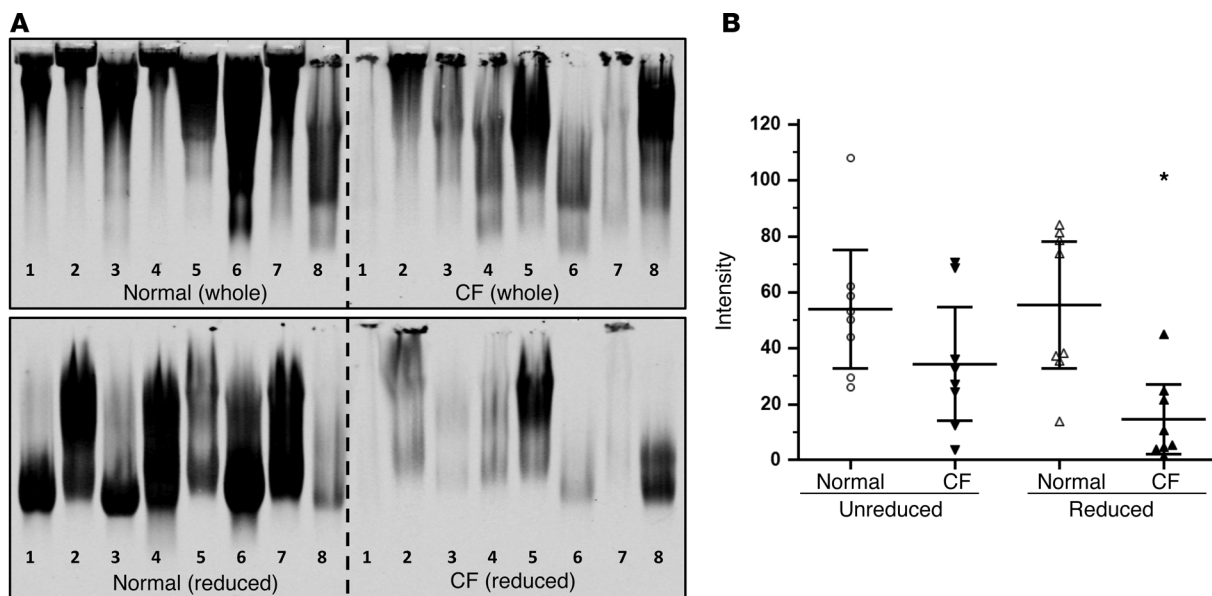 A
1 2 3 4 5 6 7 8 1 2 3 4 5 6 7 8
Normal (whole) CF (whole)
1 2 3 4 5 6 7 8 1 2 3 4 5 6 7 8
Normal (reduced) CF (reduced)
B
Intensity
120
100
80
60
40
20
0
*
Normal CF Normal CF
Unreduced Reduced